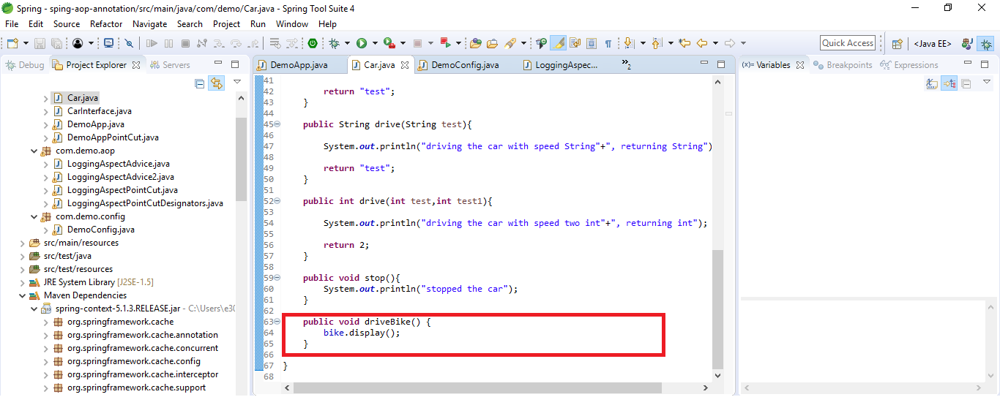 Spring - sping-aop-annotation/src/main/java/com/demo/Car.java - Spring Tool Suite 4
File Edit Source Refactor Navigate Search Project Run Window Help
Quick Access <Java EE>
Debug Project Explorer Servers
Car.java
CarInterface.java
DemoApp.java
DemoAppPointCut.java
com.demo.aop
LoggingAspectAdvice.java
LoggingAspectAdvice2.java
LoggingAspectPointCut.java
LoggingAspectPointCutDesignators.java
com.demo.config
DemoConfig.java
src/main/resources
src/test/java
src/test/resources
JRE System Library [J2SE-1.5]
Maven Dependencies
spring-context-5.1.3.RELEASE.jar - C:\Users\e30
org.springframework.cache
org.springframework.cache.annotation
org.springframework.cache.concurrent
org.springframework.cache.config
org.springframework.cache.interceptor
org.springframework.cache.support
DemoApp.java Car.java DemoConfig.java LoggingAspec... »2
41
42 return "test";
43 }
44
45 public String drive(String test){
46
47 System.out.println("driving the car with speed String"+", returning String")
48
49 return "test";
50 }
51
52 public int drive(int test,int test1){
53
54 System.out.println("driving the car with speed two int"+", returning int");
55
56 return 2;
57 }
58
59 public void stop(){
60 System.out.println("stopped the car");
61 }
62
63 public void driveBike() {
64 bike.display();
65 }
66
67 }
68
(x)= Variables Breakpoints Expressions